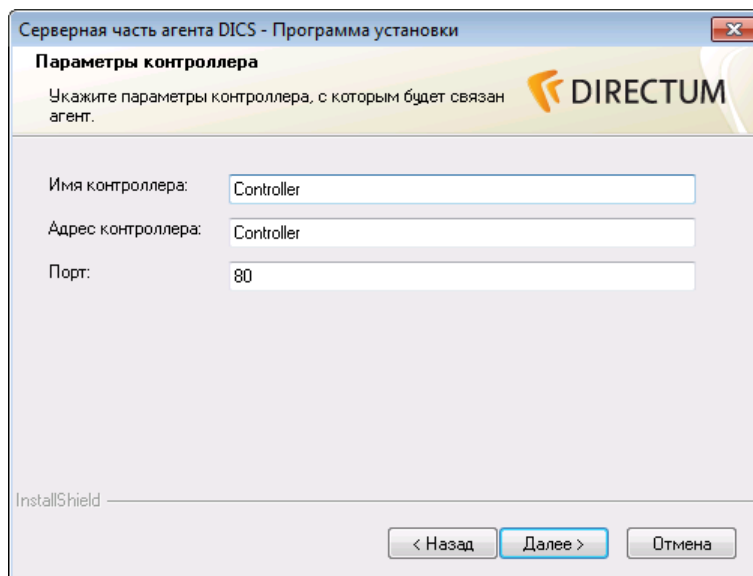 Серверная часть агента DICS - Программа установки
Параметры контроллера
Укажите параметры контроллера, с которым будет связан
агент.
DIRECTUM
Имя контроллера: Controller
Адрес контроллера: Controller
Порт: 80
InstallShield
< Назад Далее > Отмена